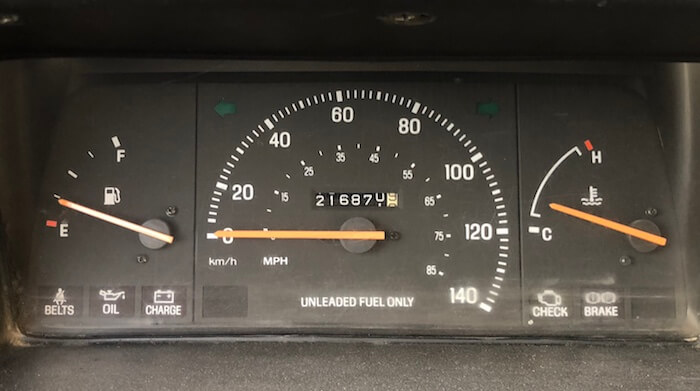 F
E
BELTS OIL CHARGE
0 20 40 60 80 100 120 140
15 35 45 55 65 75 85
21687
km/h MPH
UNLEADED FUEL ONLY
H
C
CHECK BRAKE